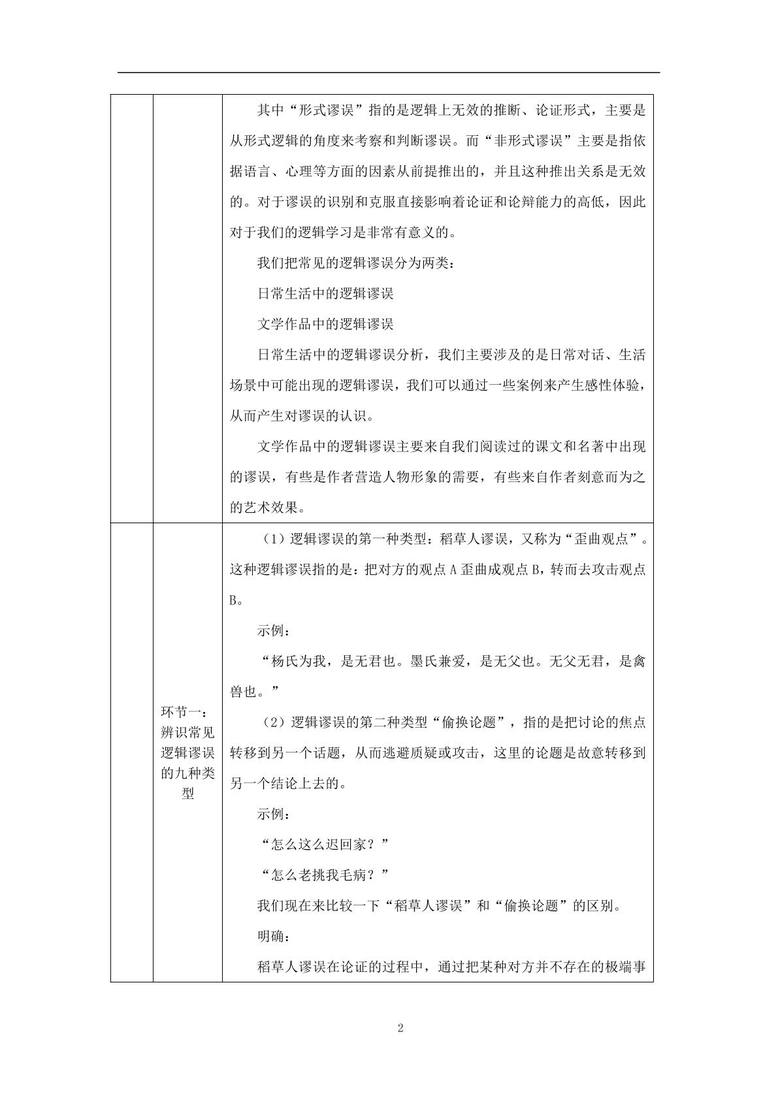 其中“形式谬误”指的是逻辑上无效的推断、论证形式，主要是
从形式逻辑的角度来考察和判断谬误。而“非形式谬误”主要是指依
据语言、心理等方面的因素从前提推出的，并且这种推出关系是无效
的。对于谬误的识别和克服直接影响着论证和论辩能力的高低，因此
对于我们的逻辑学习是非常有意义的。
我们把常见的逻辑谬误分为两类：
日常生活中的逻辑谬误
文学作品中的逻辑谬误
日常生活中的逻辑谬误分析，我们主要涉及的是日常对话、生活
场景中可能出现的逻辑谬误，我们可以通过一些案例来产生感性体验，
从而产生对谬误的认识。
文学作品中的逻辑谬误主要来自我们阅读过的课文和名著中出现
的谬误，有些是作者营造人物形象的需要，有些来自作者刻意而为之
的艺术效果。
环节一：
辨识常见
逻辑谬误
的九种类
型
（1）逻辑谬误的第一种类型：稻草人谬误，又称为“歪曲观点”。
这种逻辑谬误指的是：把对方的观点 A 歪曲成观点 B，转而去攻击观点
B。
示例：
“杨氏为我，是无君也。墨氏兼爱，是无父也。无父无君，是禽
兽也。”
（2）逻辑谬误的第二种类型“偷换论题”，指的是把讨论的焦点
转移到另一个话题，从而逃避质疑或攻击，这里的论题是故意转移到
另一个结论上去的。
示例：
“怎么这么迟回家？”
“怎么老挑我毛病？”
我们现在来比较一下“稻草人谬误”和“偷换论题”的区别。
明确：
稻草人谬误在论证的过程中，通过把某种对方并不存在的极端事
2